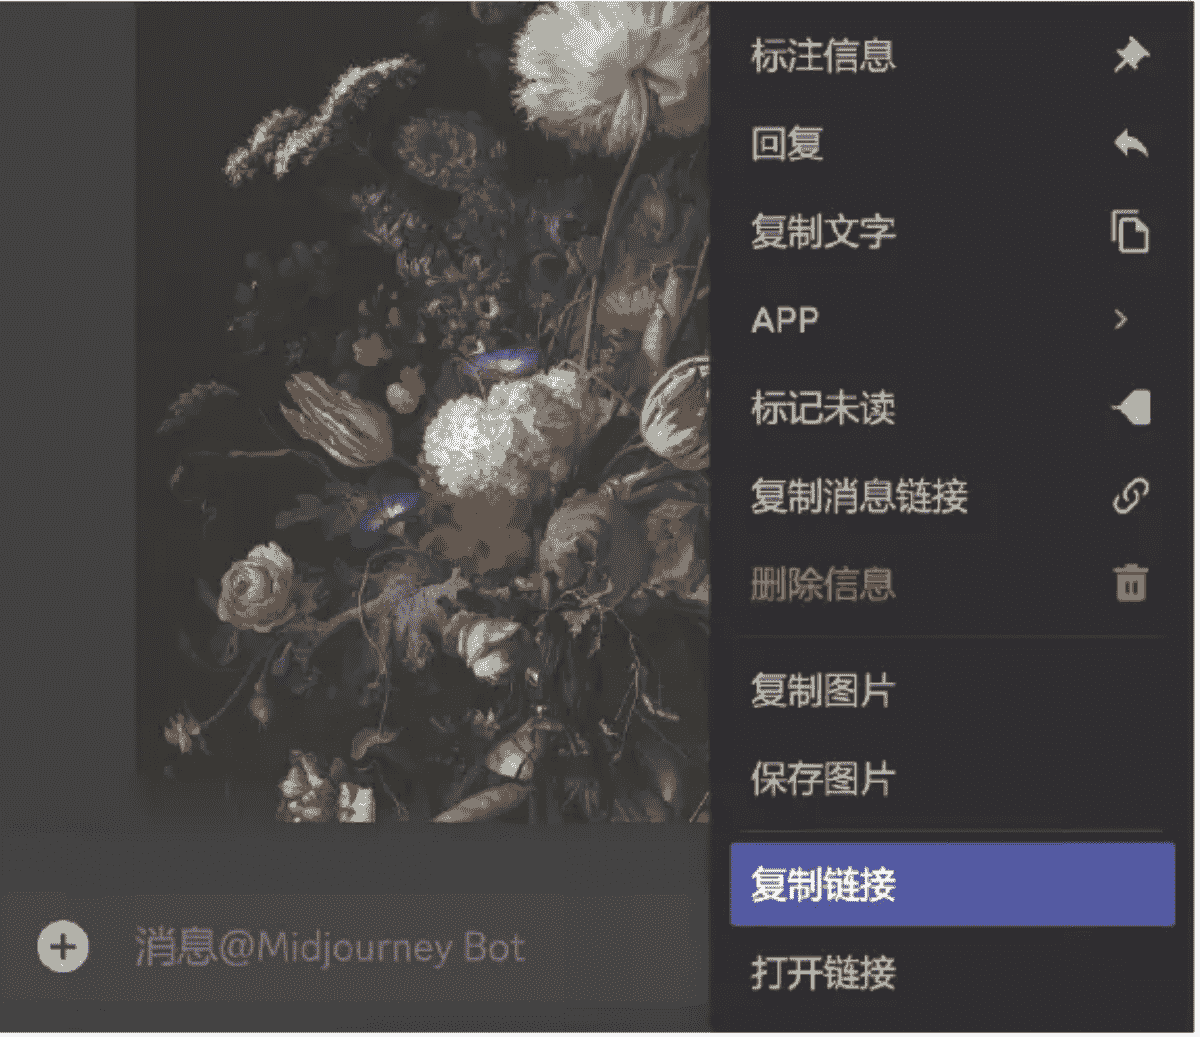 标注信息
回复
复制文字
APP
标记未读
复制消息链接
删除信息
复制图片
保存图片
复制链接
打开链接
消息@Midjourney Bot